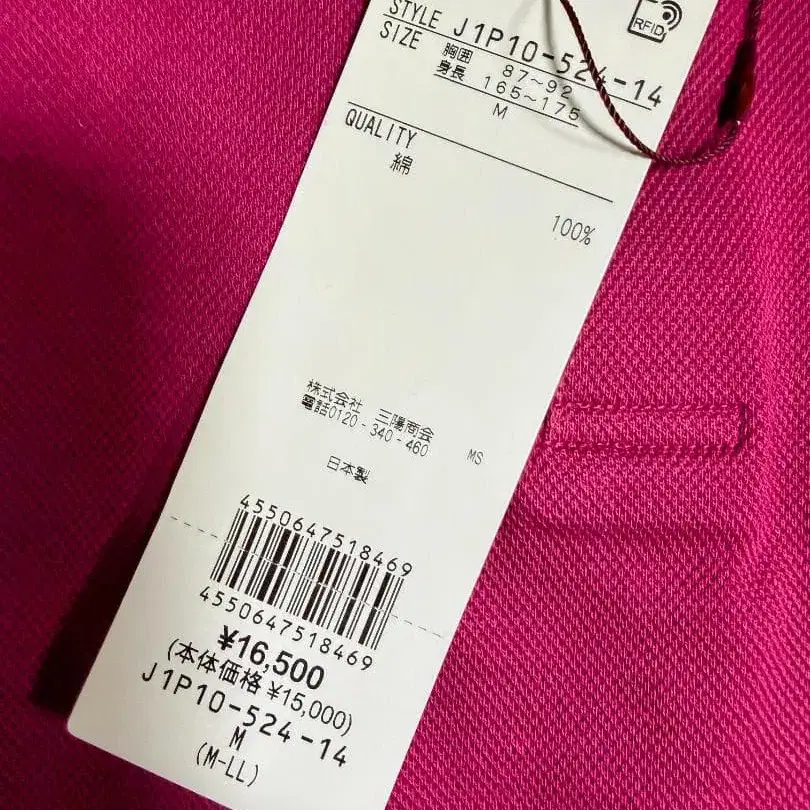 RFID
STYLE J1P10-524-14
SIZE 胸囲 87~92
身長 165~175
M
QUALITY
綿
100%
株式会社 三陽商会
電話0120-340-460 MS
日本製
4550647518469
4550647518469
¥16,500
(本体価格 ¥15,000)
J1P10-524-14
M
(M-LL)